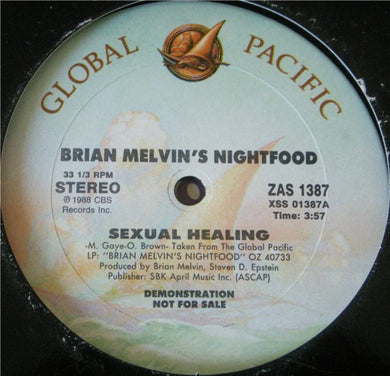 GLOBAL PACIFIC
BRIAN MELVIN'S NIGHTFOOD
33 1/3 RPM
STEREO
℗ 1988 CBS
Records Inc.
ZAS 1387
XSS 01387A
Time: 3:57
SEXUAL HEALING
-M. Gaye-O. Brown- Taken From The Global Pacific
LP: "BRIAN MELVIN'S NIGHTFOOD" OZ 40733
Produced by Brian Melvin, Steven D. Epstein
Publisher: SBK April Music Inc. (ASCAP)
DEMONSTRATION
NOT FOR SALE